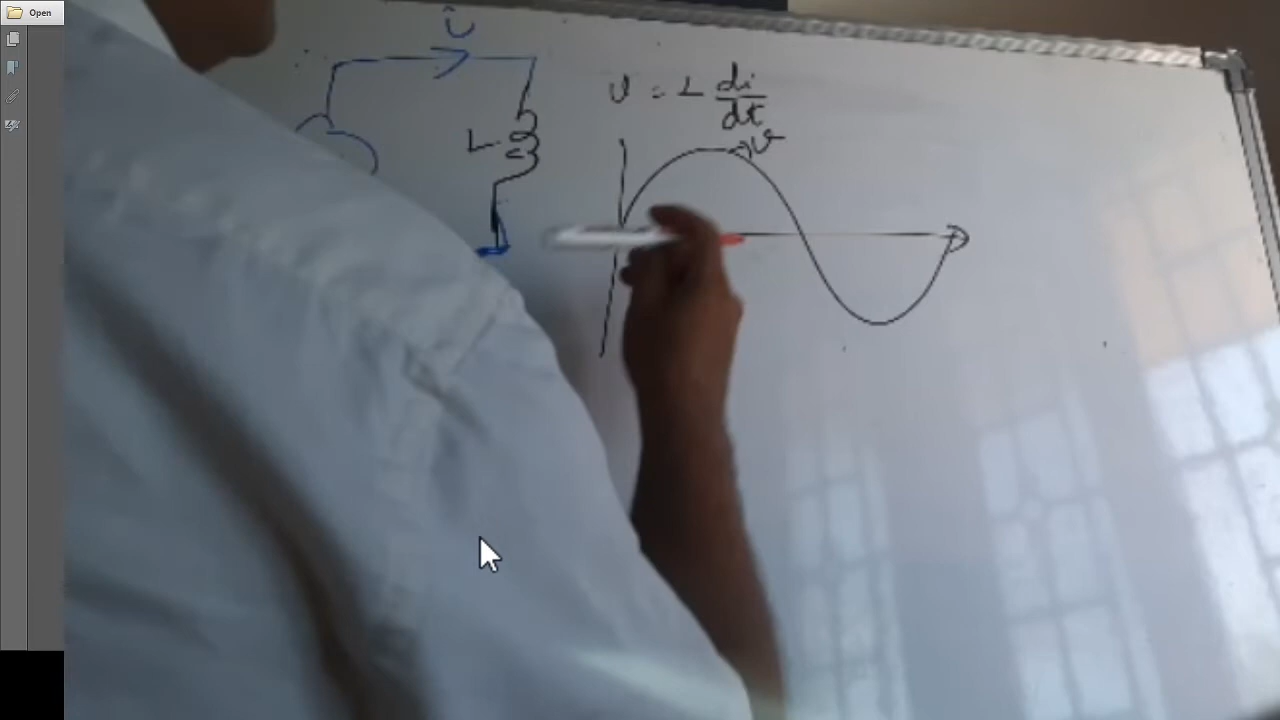 Open
i
v = L di/dt
L
v